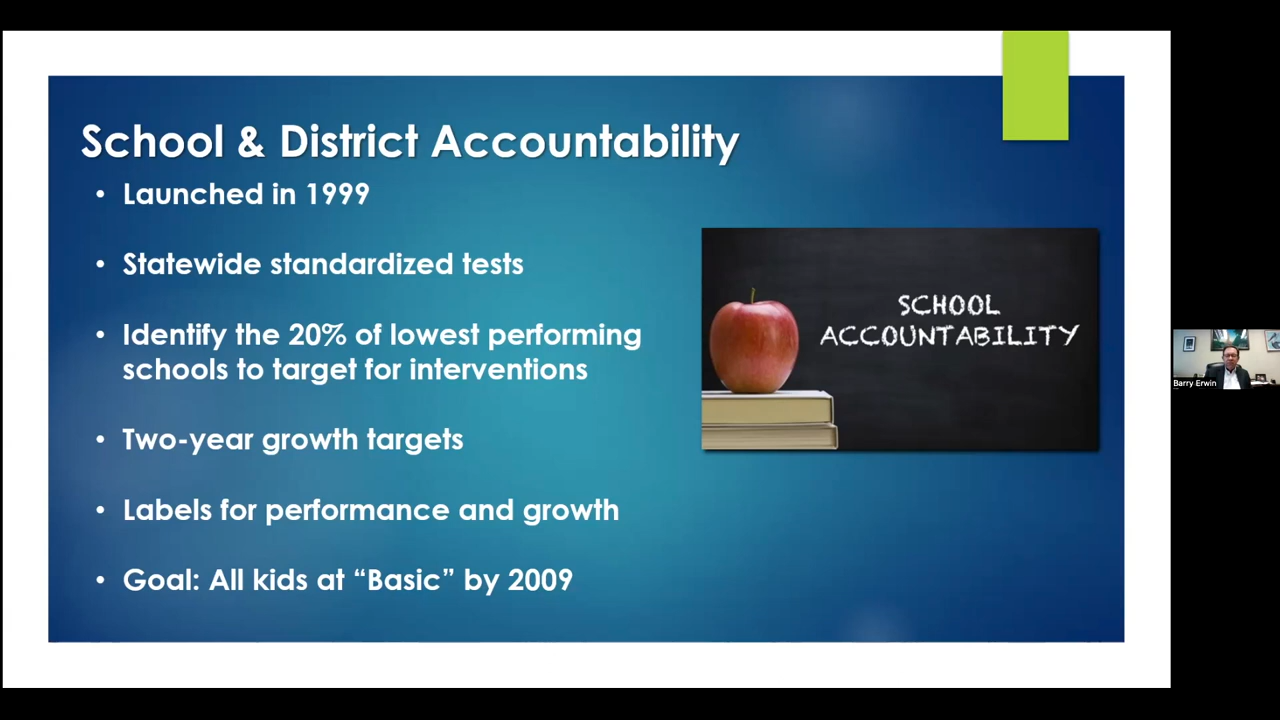 School & District Accountability
• Launched in 1999
• Statewide standardized tests
• Identify the 20% of lowest performing
schools to target for interventions
• Two-year growth targets
• Labels for performance and growth
• Goal: All kids at “Basic” by 2009
SCHOOL
ACCOUNTABILITY
Barry Erwin